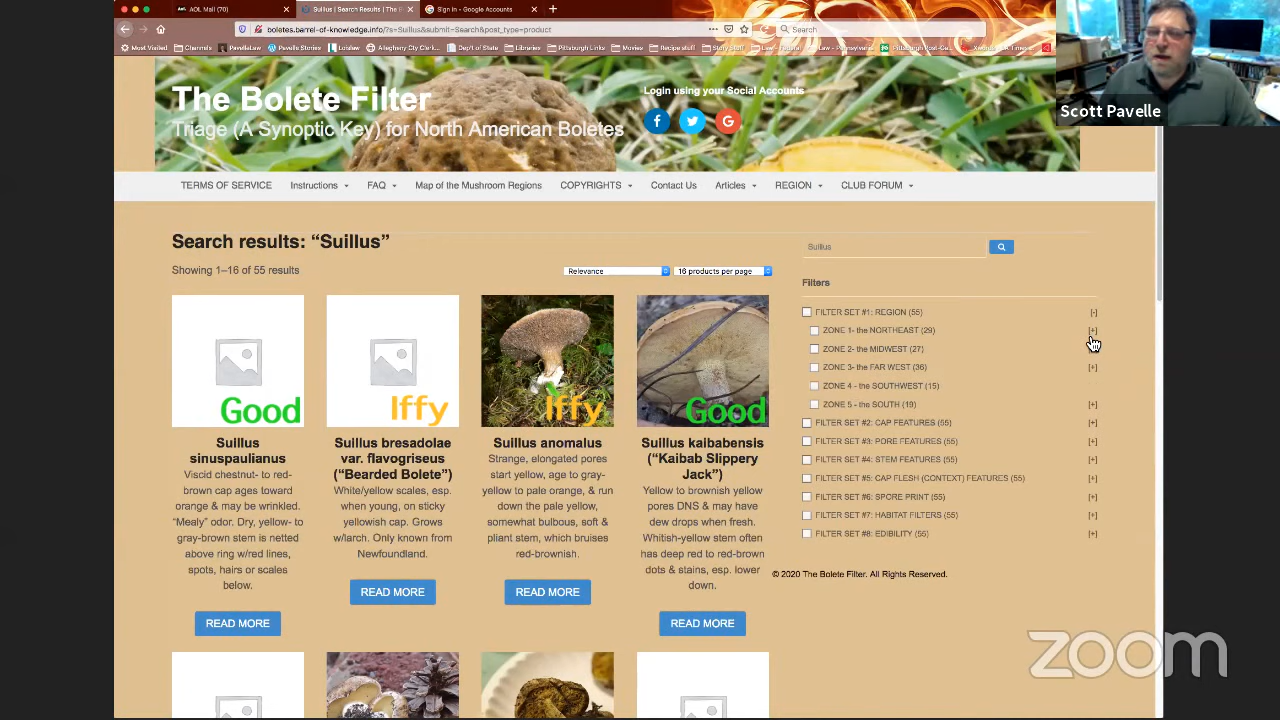 AOL Mail (70)
Suillus | Search Results | The B
Sign in - Google Accounts
boletes.barrel-of-knowledge.info/?s=Suillus&submit=Search&post_type=product
Search
Most Visited
Channels
PavelleLaw
Pavelle Stories
Loislaw
Allegheny Cty Clerk...
Dep't of State
Libraries
Pittsburgh Links
Movies
Recipe stuff
Story Stuff
Law - Federal
Law - Pennsylvania
Pittsburgh Post-Ga...
The Bolete Filter
Triage (A Synoptic Key) for North American Boletes
Login using your Social Accounts
Scott Pavelle
TERMS OF SERVICE
Instructions
FAQ
Map of the Mushroom Regions
COPYRIGHTS
Contact Us
Articles
REGION
CLUB FORUM
Search results: “Suillus”
Showing 1–16 of 55 results
Relevance
16 products per page
Good
Suillus
sinuspaulianus
Viscid chestnut- to red-
brown cap ages toward
orange & may be wrinkled.
“Mealy” odor. Dry, yellow- to
gray-brown stem is netted
above ring w/red lines,
spots, hairs or scales
below.
READ MORE
Iffy
Suillus bresadolae
var. flavogriseus
(“Bearded Bolete”)
White/yellow scales, esp.
when young, on sticky
yellowish cap. Grows
w/larch. Only known from
Newfoundland.
READ MORE
Iffy
Suillus anomalus
Strange, elongated pores
start yellow, age to gray-
yellow to pale orange, & run
down the pale yellow,
somewhat bulbous, soft &
pliant stem, which bruises
red-brownish.
READ MORE
Good
Suillus kaibabensis
(“Kaibab Slippery
Jack”)
Yellow to brownish yellow
pores DNS & may have
dew drops when fresh.
Whitish-yellow stem often
has deep red to red-brown
dots & stains, esp. lower
down.
READ MORE
Suillus
Filters
FILTER SET #1: REGION (55) [-]
ZONE 1- the NORTHEAST (29) [+]
ZONE 2- the MIDWEST (27)
ZONE 3- the FAR WEST (36) [+]
ZONE 4 - the SOUTHWEST (15)
ZONE 5 - the SOUTH (19) [+]
FILTER SET #2: CAP FEATURES (55) [+]
FILTER SET #3: PORE FEATURES (55) [+]
FILTER SET #4: STEM FEATURES (55) [+]
FILTER SET #5: CAP FLESH (CONTEXT) FEATURES (55) [+]
FILTER SET #6: SPORE PRINT (55) [+]
FILTER SET #7: HABITAT FILTERS (55) [+]
FILTER SET #8: EDIBILITY (55) [+]
© 2020 The Bolete Filter. All Rights Reserved.
zoom